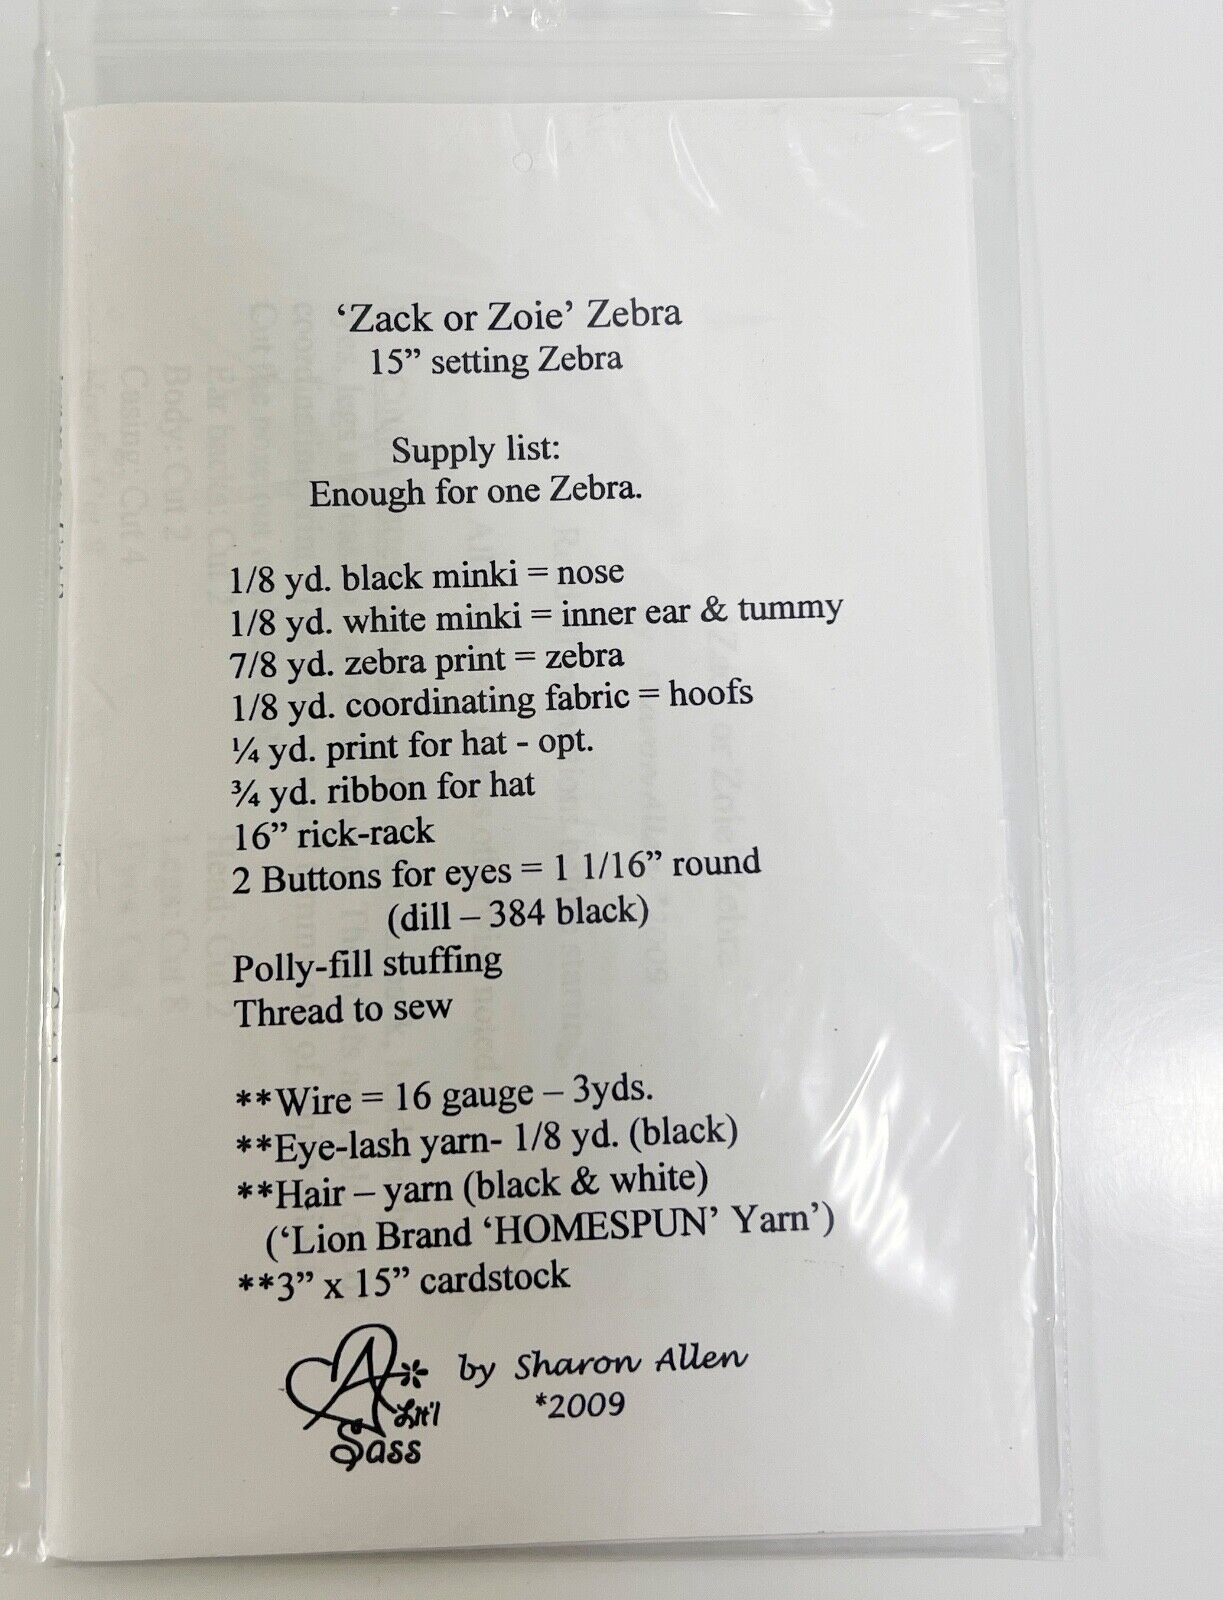 ‘Zack or Zoie’ Zebra
15” setting Zebra
Supply list:
Enough for one Zebra.
1/8 yd. black minki = nose
1/8 yd. white minki = inner ear & tummy
7/8 yd. zebra print = zebra
1/8 yd. coordinating fabric = hoofs
¼ yd. print for hat - opt.
¾ yd. ribbon for hat
16” rick-rack
2 Buttons for eyes = 1 1/16” round
(dill – 384 black)
Polly-fill stuffing
Thread to sew
**Wire = 16 gauge – 3yds.
**Eye-lash yarn- 1/8 yd. (black)
**Hair – yarn (black & white)
(‘Lion Brand ‘HOMESPUN’ Yarn’)
**3” x 15” cardstock
A Lit'l Sass
by Sharon Allen
*2009